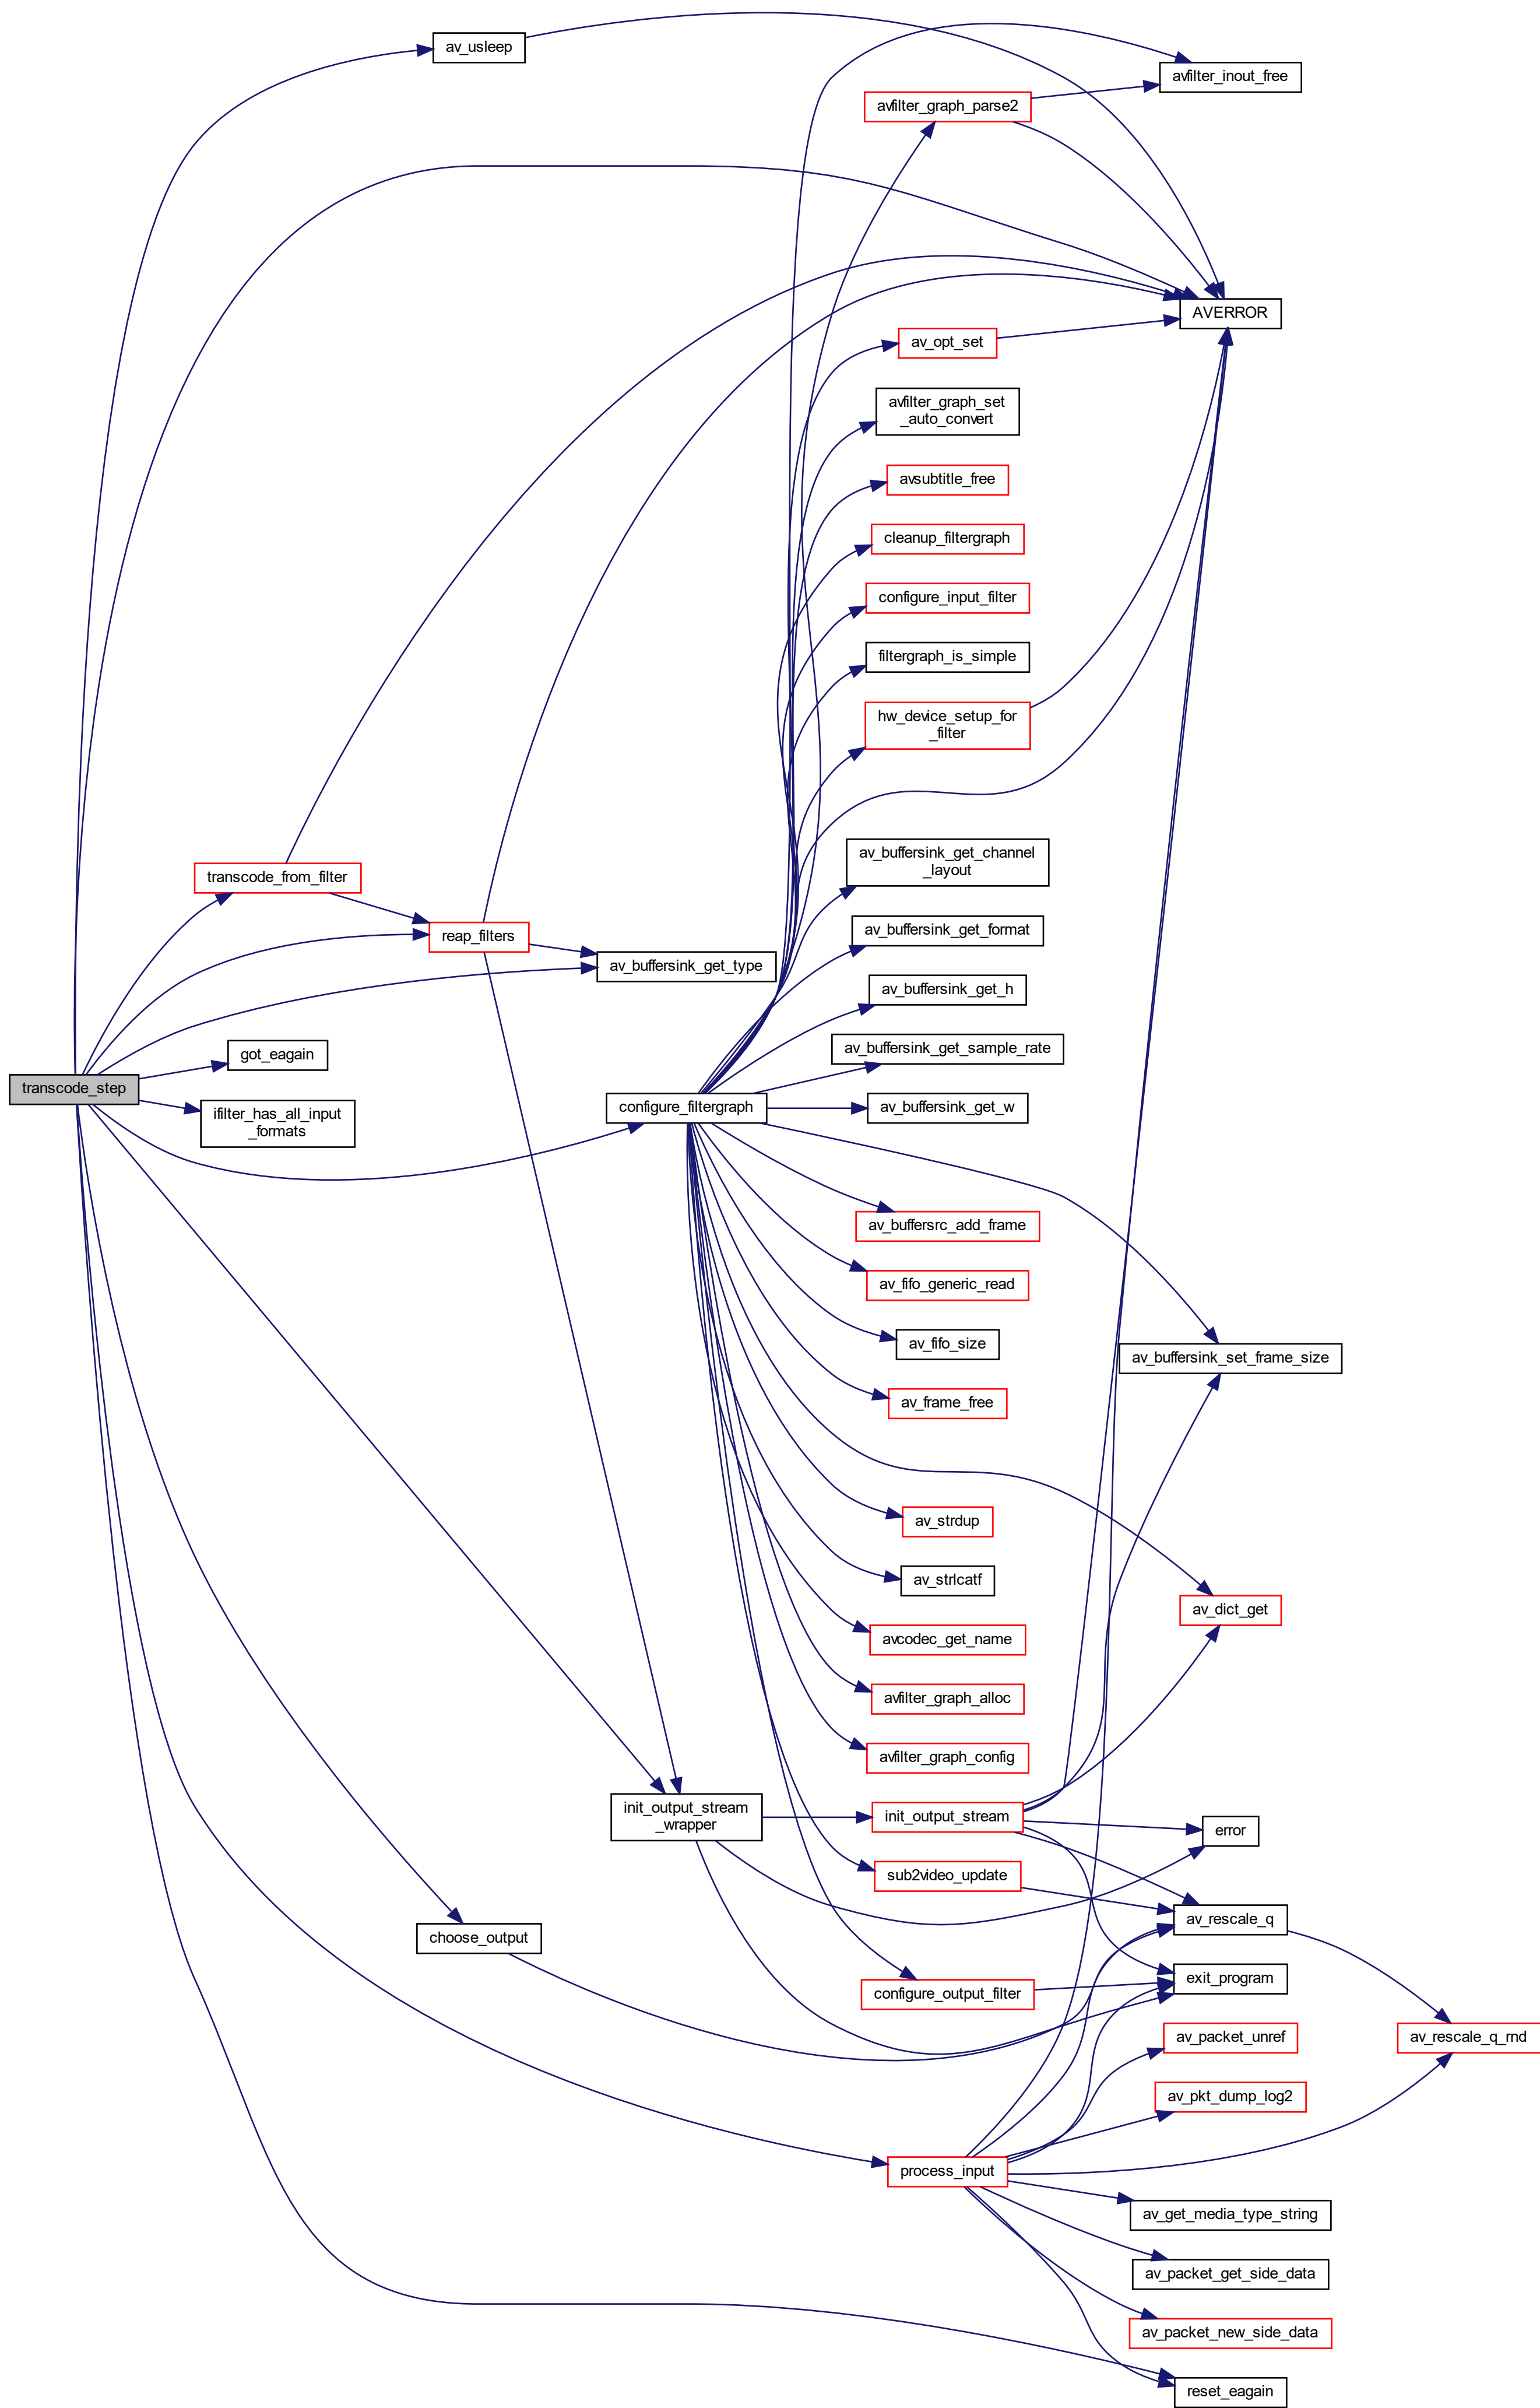 av_usleep
avfilter_inout_free
avfilter_graph_parse2
AVERROR
av_opt_set
avfilter_graph_set
_auto_convert
avsubtitle_free
cleanup_filtergraph
configure_input_filter
filtergraph_is_simple
hw_device_setup_for
_filter
av_buffersink_get_channel
_layout
transcode_from_filter
reap_filters
av_buffersink_get_format
av_buffersink_get_type
av_buffersink_get_h
got_eagain
av_buffersink_get_sample_rate
transcode_step
configure_filtergraph
av_buffersink_get_w
ifilter_has_all_input
_formats
av_buffersrc_add_frame
av_fifo_generic_read
av_fifo_size
av_buffersink_set_frame_size
av_frame_free
av_strdup
av_strlcatf
av_dict_get
avcodec_get_name
avfilter_graph_alloc
avfilter_graph_config
init_output_stream
_wrapper
init_output_stream
error
sub2video_update
av_rescale_q
choose_output
exit_program
configure_output_filter
av_packet_unref
av_rescale_q_rnd
av_pkt_dump_log2
process_input
av_get_media_type_string
av_packet_get_side_data
av_packet_new_side_data
reset_eagain